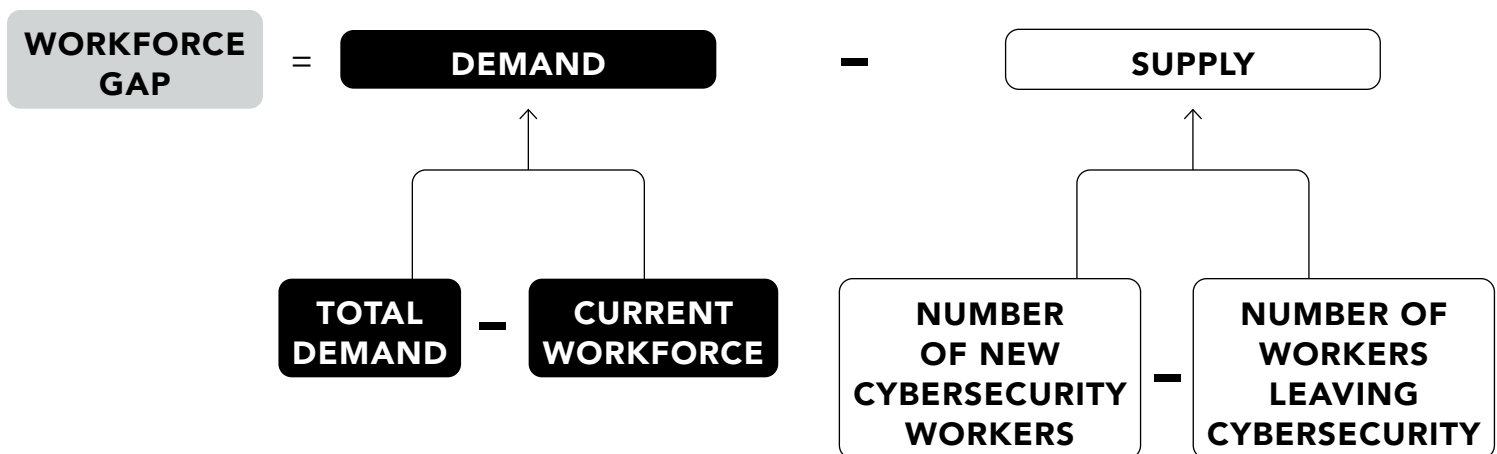 WORKFORCE
GAP
=
DEMAND
–
SUPPLY
TOTAL
DEMAND
–
CURRENT
WORKFORCE
NUMBER
OF NEW
CYBERSECURITY
WORKERS
–
NUMBER OF
WORKERS
LEAVING
CYBERSECURITY